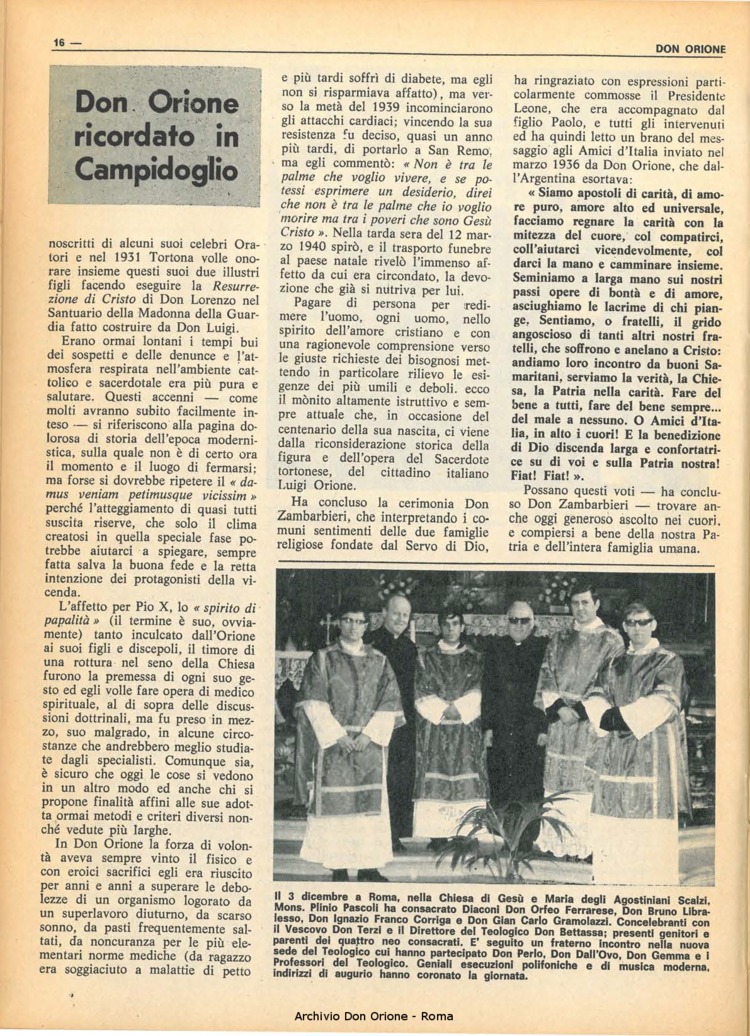 16 —
DON ORIONE
Don Orione
ricordato in
Campidoglio
noscritti di alcuni suoi celebri Ora-
tori e nel 1931 Tortona volle ono-
rare insieme questi suoi due illustri
figli facendo eseguire la Resurre-
zione di Cristo di Don Lorenzo nel
Santuario della Madonna della Guar-
dia fatto costruire da Don Luigi.
Erano ormai lontani i tempi bui
dei sospetti e delle denunce e l'at-
mosfera respirata nell'ambiente cat-
tolico e sacerdotale era più pura e
salutare. Questi accenni — come
molti avranno subito facilmente in-
teso — si riferiscono alla pagina do-
lorosa di storia dell'epoca moderni-
stica, sulla quale non è di certo ora
il momento e il luogo di fermarsi;
ma forse si dovrebbe ripetere il « da-
mus veniam petimusque vicissim »
perché l'atteggiamento di quasi tutti
suscita riserve, che solo il clima
creatosi in quella speciale fase po-
trebbe aiutarci a spiegare, sempre
fatta salva la buona fede e la retta
intenzione dei protagonisti della vi-
cenda.
L'affetto per Pio X, lo « spirito di
papalità » (il termine è suo, ovvia-
mente) tanto inculcato dall'Orione
ai suoi figli e discepoli, il timore di
una rottura nel seno della Chiesa
furono la premessa di ogni suo ge-
sto ed egli volle fare opera di medico
spirituale, al di sopra delle discus-
sioni dottrinali, ma fu preso in mez-
zo, suo malgrado, in alcune circo-
stanze che andrebbero meglio studia-
te dagli specialisti. Comunque sia,
è sicuro che oggi le cose si vedono
in un altro modo ed anche chi si
propone finalità affini alle sue adot-
ta ormai metodi e criteri diversi non-
ché vedute più larghe.
In Don Orione la forza di volon-
tà aveva sempre vinto il fisico e
con eroici sacrifici egli era riuscito
per anni e anni a superare le debo-
lezze di un organismo logorato da
un superlavoro diuturno, da scarso
sonno, da pasti frequentemente sal-
tati, da noncuranza per le più ele-
mentari norme mediche (da ragazzo
era soggiaciuto a malattie di petto
e più tardi soffrì di diabete, ma egli
non si risparmiava affatto), ma ver-
so la metà del 1939 incominciarono
gli attacchi cardiaci; vincendo la sua
resistenza fu deciso, quasi un anno
più tardi, di portarlo a San Remo,
ma egli commentò: « Non è tra le
palme che voglio vivere, e se po-
tessi esprimere un desiderio, direi
che non è tra le palme che io voglio
morire ma tra i poveri che sono Gesù
Cristo ». Nella tarda sera del 12 mar-
zo 1940 spirò, e il trasporto funebre
al paese natale rivelò l'immenso af-
fetto da cui era circondato, la devo-
zione che già si nutriva per lui.
Pagare di persona per redi-
mere l'uomo, ogni uomo, nello
spirito dell'amore cristiano e con
una ragionevole comprensione verso
le giuste richieste dei bisognosi met-
tendo in particolare rilievo le esi-
genze dei più umili e deboli. ecco
il mònito altamente istruttivo e sem-
pre attuale che, in occasione del
centenario della sua nascita, ci viene
dalla riconsiderazione storica della
figura e dell'opera del Sacerdote
tortonese, del cittadino italiano
Luigi Orione.
Ha concluso la cerimonia Don
Zambarbieri, che interpretando i co-
muni sentimenti delle due famiglie
religiose fondate dal Servo di Dio,
ha ringraziato con espressioni parti-
colarmente commosse il Presidente
Leone, che era accompagnato dal
figlio Paolo, e tutti gli intervenuti
ed ha quindi letto un brano del mes-
saggio agli Amici d'Italia inviato nel
marzo 1936 da Don Orione, che dal-
l'Argentina esortava:
« Siamo apostoli di carità, di amo-
re puro, amore alto ed universale,
facciamo regnare la carità con la
mitezza del cuore, col compatirci,
coll'aiutarci vicendevolmente, col
darci la mano e camminare insieme.
Seminiamo a larga mano sui nostri
passi opere di bontà e di amore,
asciughiamo le lacrime di chi pian-
ge. Sentiamo, o fratelli, il grido
angoscioso di tanti altri nostri fra-
telli, che soffrono e anelano a Cristo:
andiamo loro incontro da buoni Sa-
maritani, serviamo la verità, la Chie-
sa, la Patria nella carità. Fare del
bene a tutti, fare del bene sempre...
del male a nessuno. O Amici d'Ita-
lia, in alto i cuori! E la benedizione
di Dio discenda larga e confortatri-
ce su di voi e sulla Patria nostra!
Fiat! Fiat! ».
Possano questi voti — ha conclu-
so Don Zambarbieri — trovare an-
che oggi generoso ascolto nei cuori,
e compiersi a bene della nostra Pa-
tria e dell'intera famiglia umana.
Il 3 dicembre a Roma, nella Chiesa di Gesù e Maria degli Agostiniani Scalzi,
Mons. Plinio Pascoli ha consacrato Diaconi Don Orfeo Ferrarese, Don Bruno Libra-
lesso, Don Ignazio Franco Corriga e Don Gian Carlo Gramolazzi. Concelebranti con
il Vescovo Don Terzi e il Direttore del Teologico Don Bettassa; presenti genitori e
parenti dei quattro neo consacrati. E' seguito un fraterno incontro nella nuova
sede del Teologico cui hanno partecipato Don Perlo, Don Dall'Ovo, Don Gemma e i
Professori del Teologico. Geniali esecuzioni polifoniche e di musica moderna,
indirizzi di augurio hanno coronato la giornata.
Archivio Don Orione - Roma